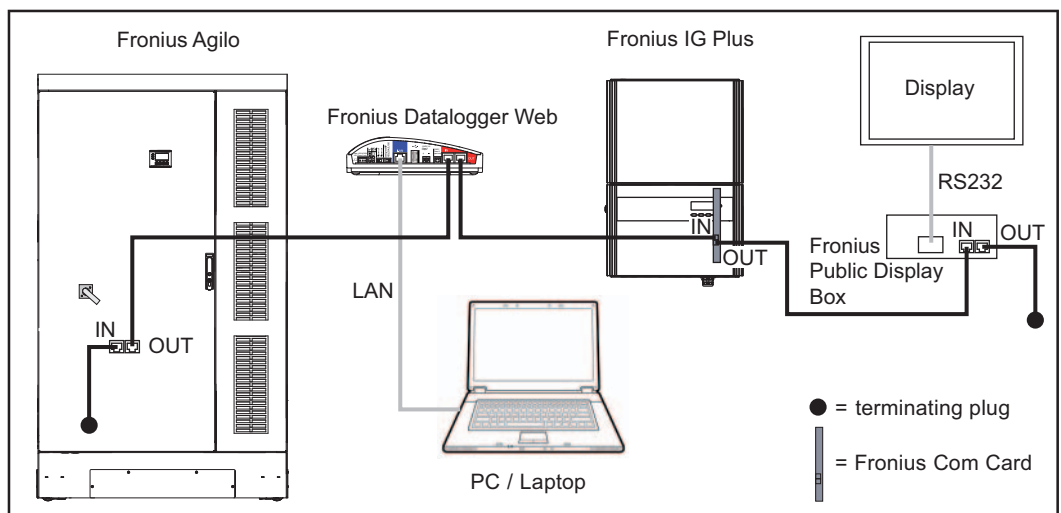 Fronius Agilo
Fronius IG Plus
Display
Fronius Datalogger Web
RS232
IN
OUT
IN
OUT
Fronius
Public Display
Box
LAN
IN
OUT
= terminating plug
= Fronius Com Card
PC / Laptop